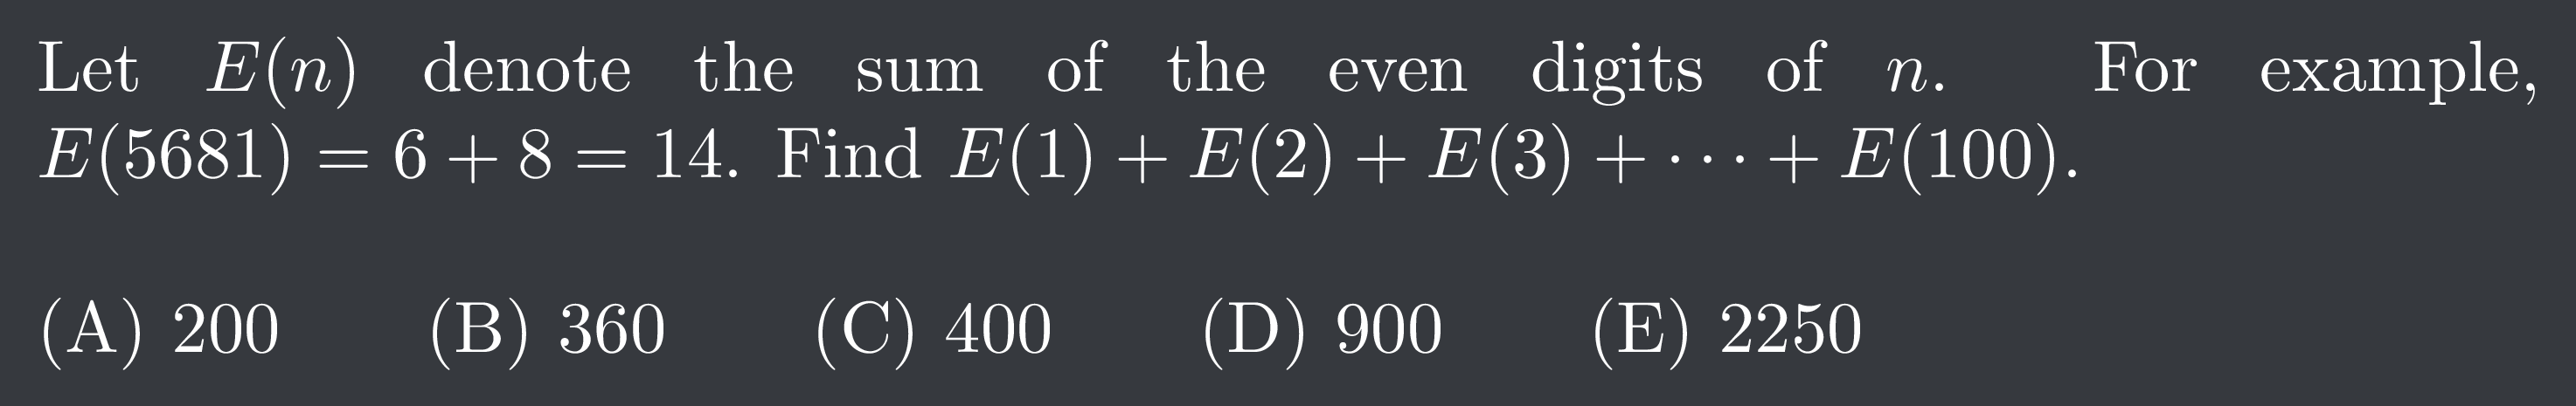 Let E(n) denote the sum of the even digits of n. For example,
E(5681) = 6 + 8 = 14. Find E(1) + E(2) + E(3) + · · · + E(100).
(A) 200 (B) 360 (C) 400 (D) 900 (E) 2250